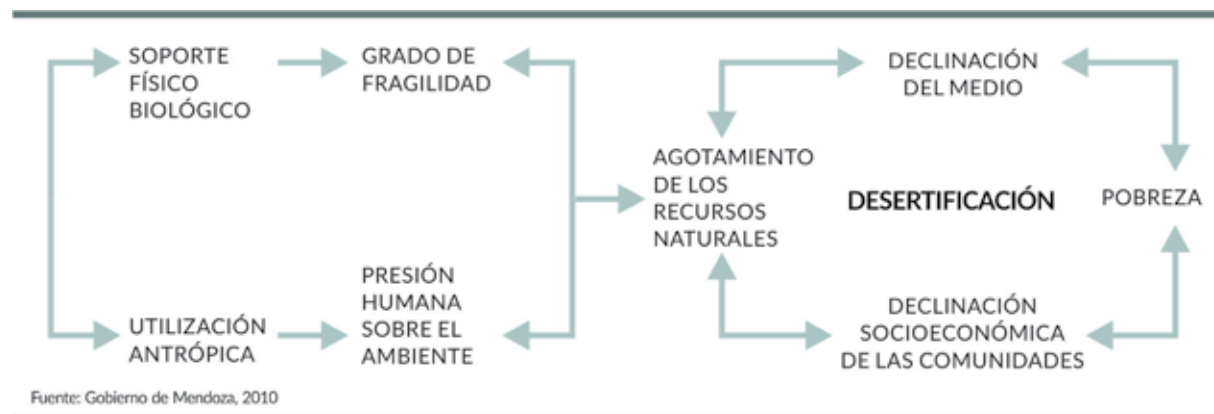 SOPORTE
FÍSICO
BIOLÓGICO
GRADO DE
FRAGILIDAD
UTILIZACIÓN
ANTRÓPICA
PRESIÓN
HUMANA
SOBRE EL
AMBIENTE
AGOTAMIENTO
DE LOS
RECURSOS
NATURALES
DECLINACIÓN
DEL MEDIO
DESERTIFICACIÓN
POBREZA
DECLINACIÓN
SOCIOECONÓMICA
DE LAS COMUNIDADES
Fuente: Gobierno de Mendoza, 2010